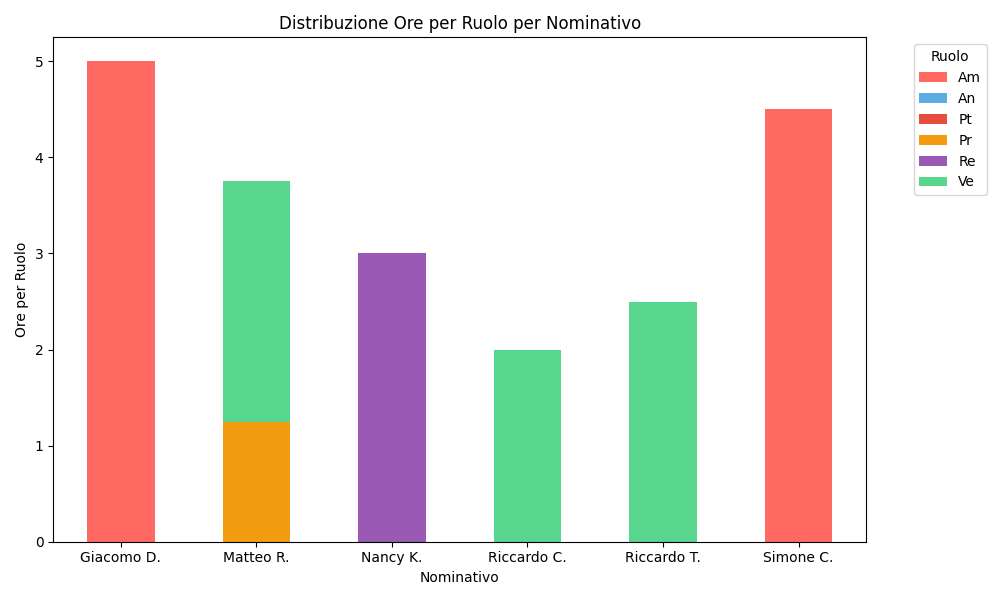 Distribuzione Ore per Ruolo per Nominativo
Ruolo
Am
An
Pt
Pr
Re
Ve
Ore per Ruolo
5
4
3
2
1
0
Giacomo D. Matteo R. Nancy K. Riccardo C. Riccardo T. Simone C.
Nominativo